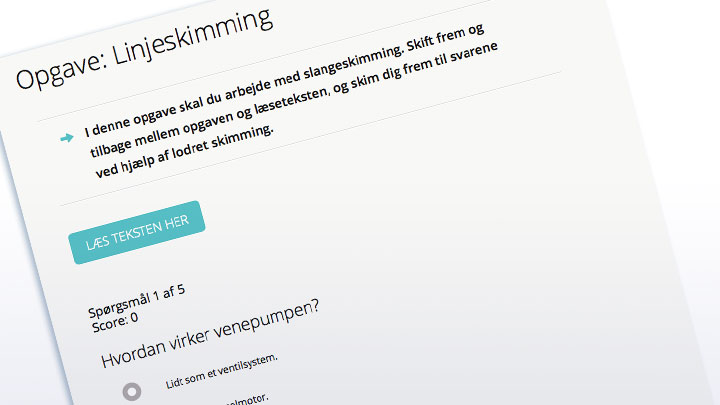 Opgave: Linjeskimming
I denne opgave skal du arbejde med slangeskimming. Skift frem og
tilbage mellem opgaven og læseteksten, og skim dig frem til svarene
ved hjælp af lodret skimming.
LÆS TEKSTEN HER
Spørgsmål 1 af 5
Score: 0
Hvordan virker venepumpen?
Lidt som et ventilsystem.